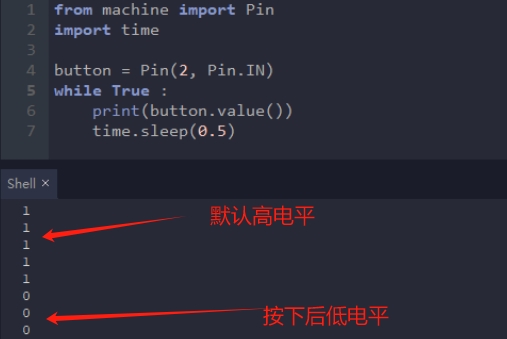 1 from machine import Pin
2 import time
3
4 button = Pin(2, Pin.IN)
5 while True :
6     print(button.value())
7     time.sleep(0.5)
Shell ×
1
默认高电平
1
1
1
1
0
0
按下后低电平
0